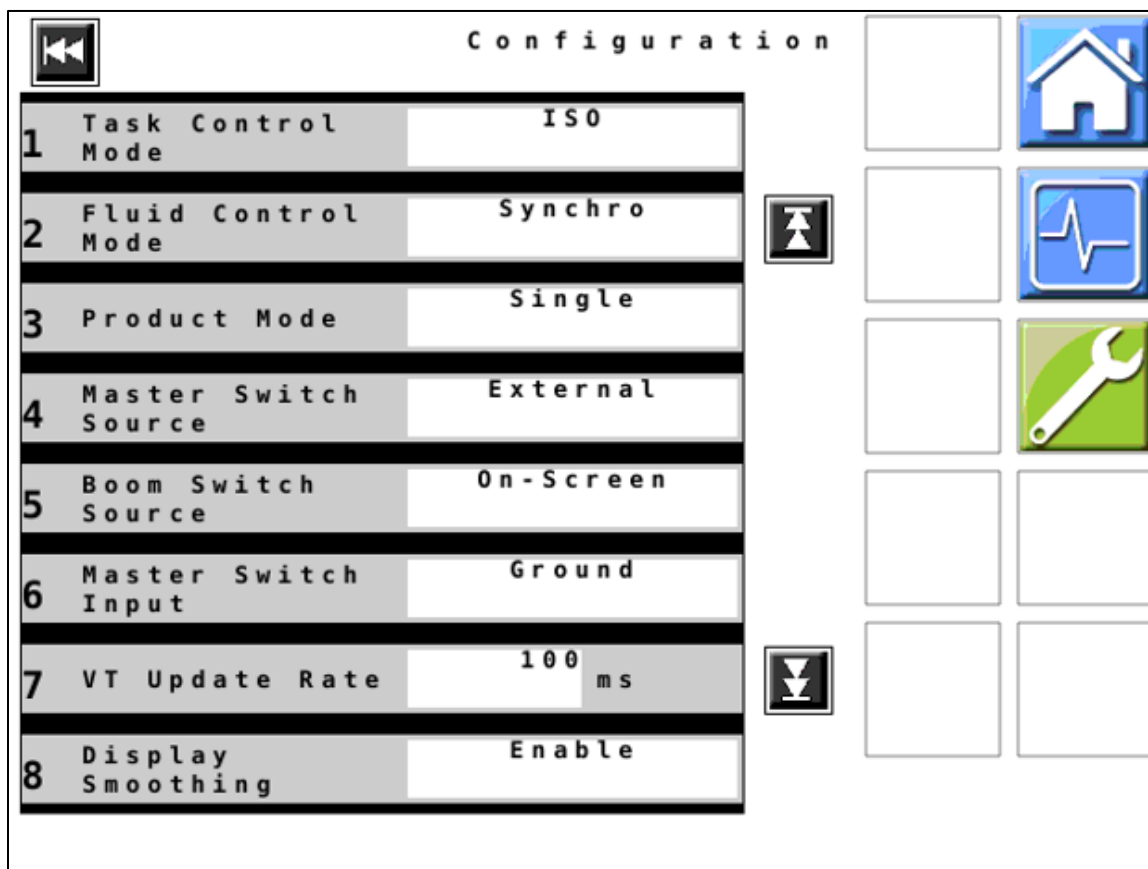 Configuration
1 Task Control
Mode
ISO
2 Fluid Control
Mode
Synchro
3 Product Mode
Single
4 Master Switch
Source
External
5 Boom Switch
Source
On-Screen
6 Master Switch
Input
Ground
7 VT Update Rate
100 ms
8 Display
Smoothing
Enable